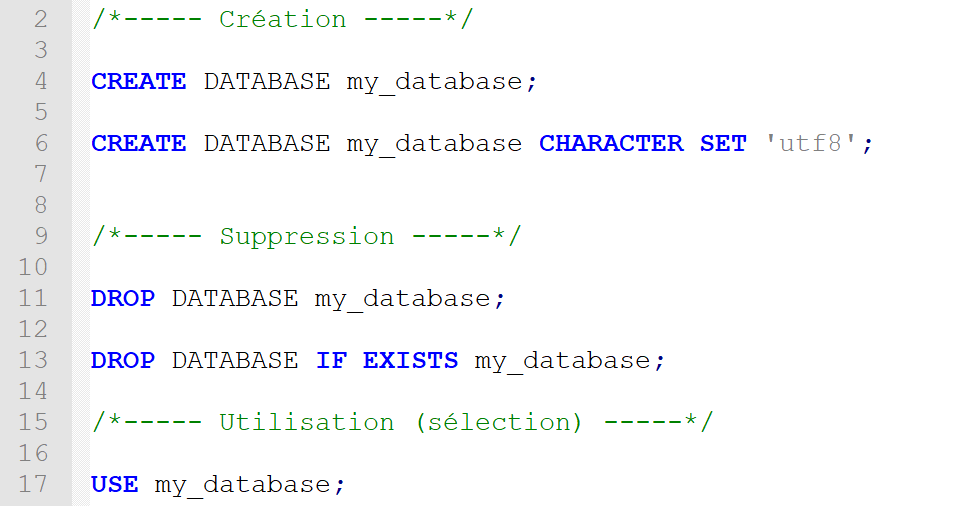 2 /*----- Création -----*/
3
4 CREATE DATABASE my_database;
5
6 CREATE DATABASE my_database CHARACTER SET 'utf8';
7
8
9 /*----- Suppression -----*/
10
11 DROP DATABASE my_database;
12
13 DROP DATABASE IF EXISTS my_database;
14
15 /*----- Utilisation (sélection) -----*/
16
17 USE my_database;